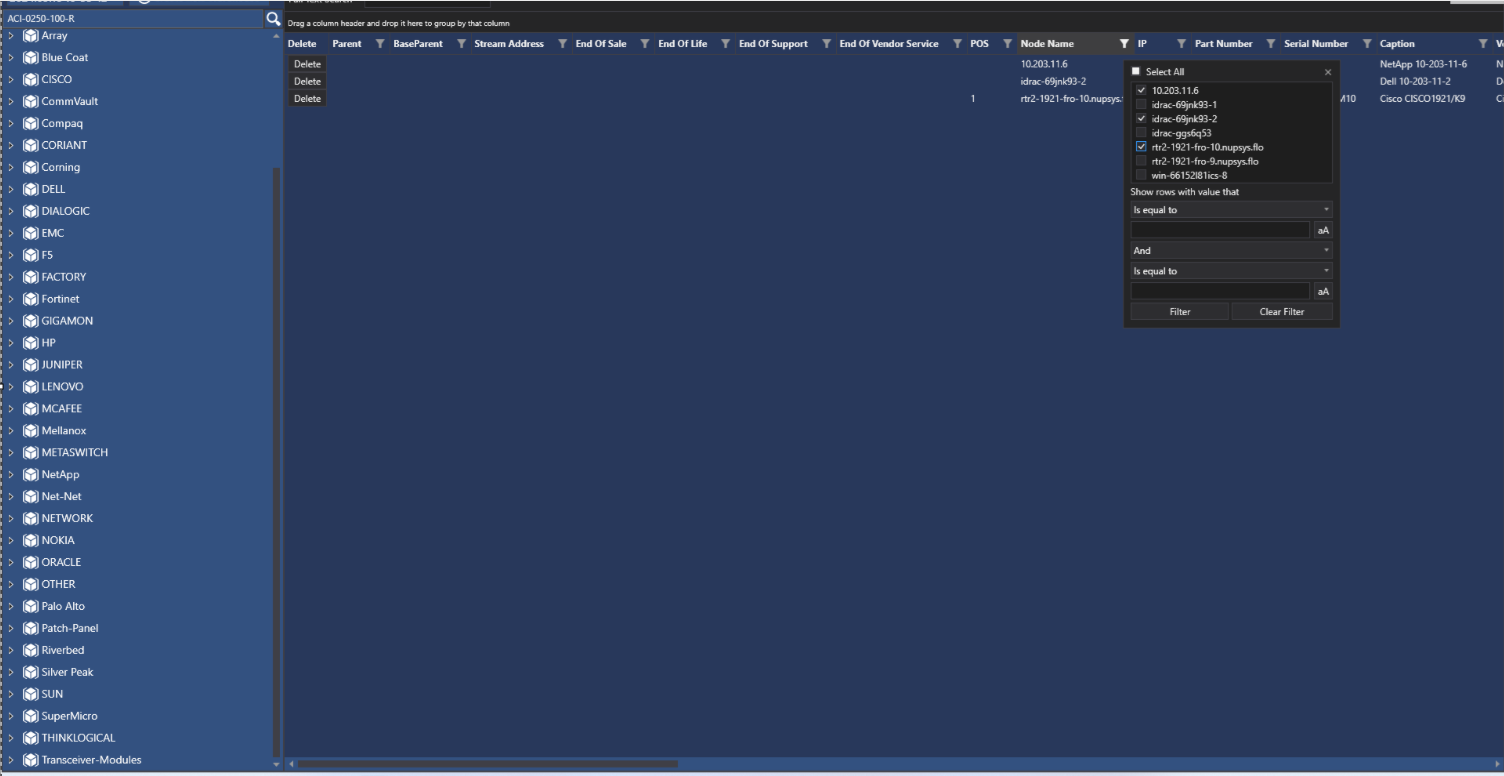 ACI-0250-100-R
Drag a column header and drop it here to group by that column
Array
Blue Coat
CISCO
CommVault
Compaq
CORIANT
Corning
DELL
DIALOGIC
EMC
F5
FACTORY
Fortinet
GIGAMON
HP
JUNIPER
LENOVO
MCAFEE
Mellanox
METASWITCH
NetApp
Net-Net
NETWORK
NOKIA
ORACLE
OTHER
Palo Alto
Patch-Panel
Riverbed
Silver Peak
SUN
SuperMicro
THINKLOGICAL
Transceiver-Modules
Delete Parent BaseParent Stream Address End Of Sale End Of Life End Of Support End Of Vendor Service POS Node Name IP Part Number Serial Number Caption
Delete 10.203.11.6 NetApp 10-203-11-6
Delete idrac-69jnk93-2 Dell 10-203-11-2
Delete 1 rtr2-1921-fro-10.nupsys. Cisco CISCO1921/K9
Select All
10.203.11.6
idrac-69jnk93-1
idrac-69jnk93-2
idrac-ggs6q53
rtr2-1921-fro-10.nupsys.flo
rtr2-1921-fro-9.nupsys.flo
win-66152l81ics-8
Show rows with value that
Is equal to
aA
And
Is equal to
aA
Filter Clear Filter